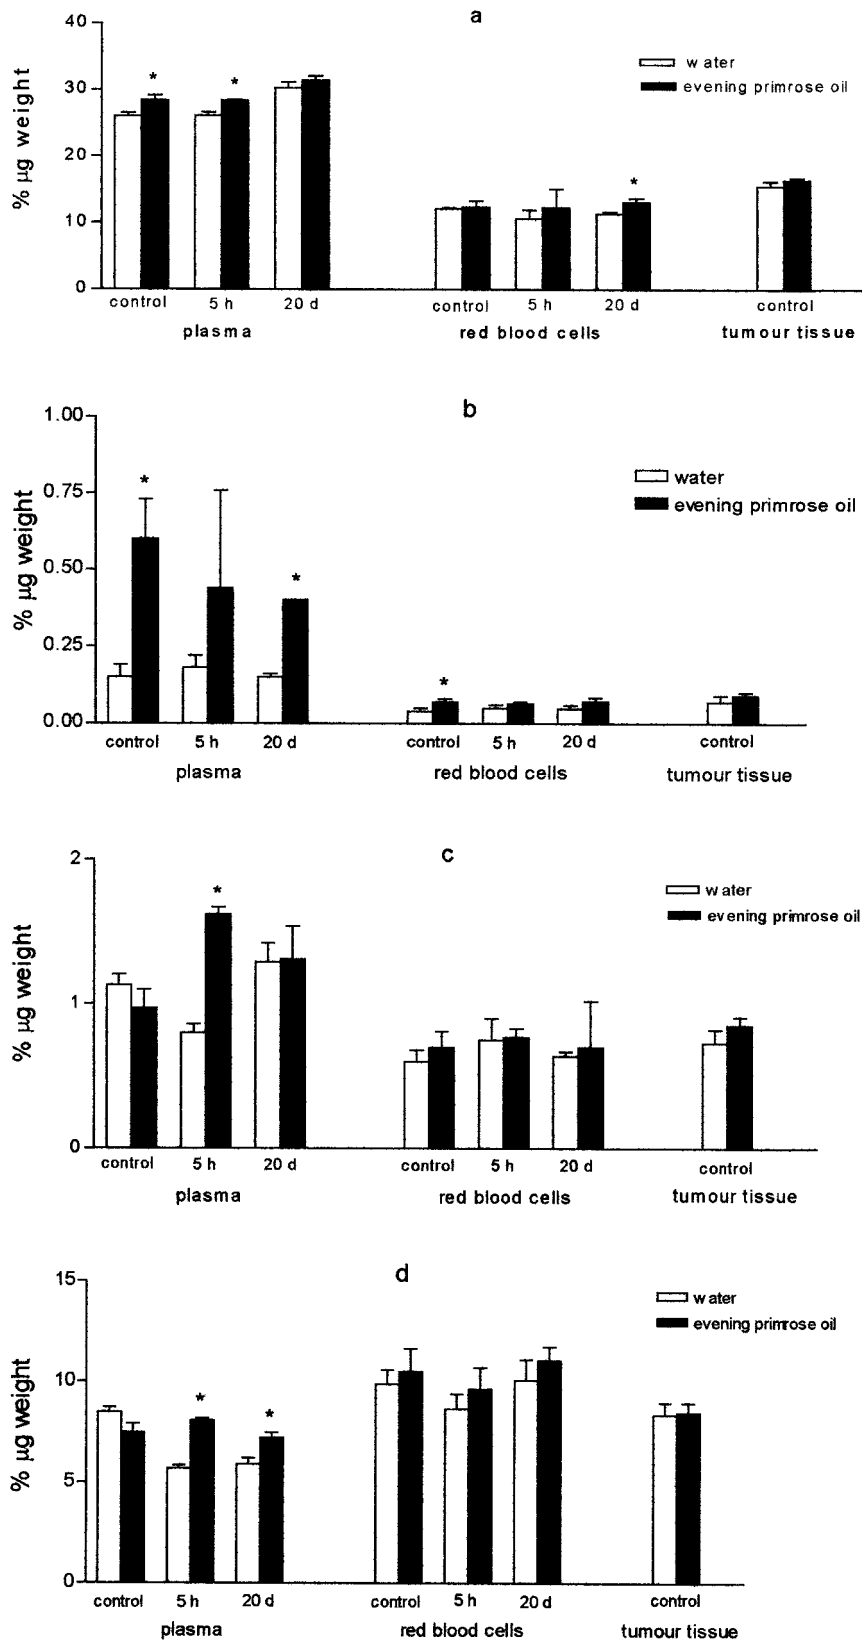 a
40
30
20
10
0
% µg weight
water
evening primrose oil
* * *
control 5 h 20 d control 5 h 20 d control
plasma red blood cells tumour tissue
b
1.00
0.75
0.50
0.25
0.00
% µg weight
water
evening primrose oil
* * *
control 5 h 20 d control 5 h 20 d control
plasma red blood cells tumour tissue
c
2
1
0
% µg weight
water
evening primrose oil
*
control 5 h 20 d control 5 h 20 d control
plasma red blood cells tumour tissue
d
15
10
5
0
% µg weight
water
evening primrose oil
* *
control 5 h 20 d control 5 h 20 d control
plasma red blood cells tumour tissue